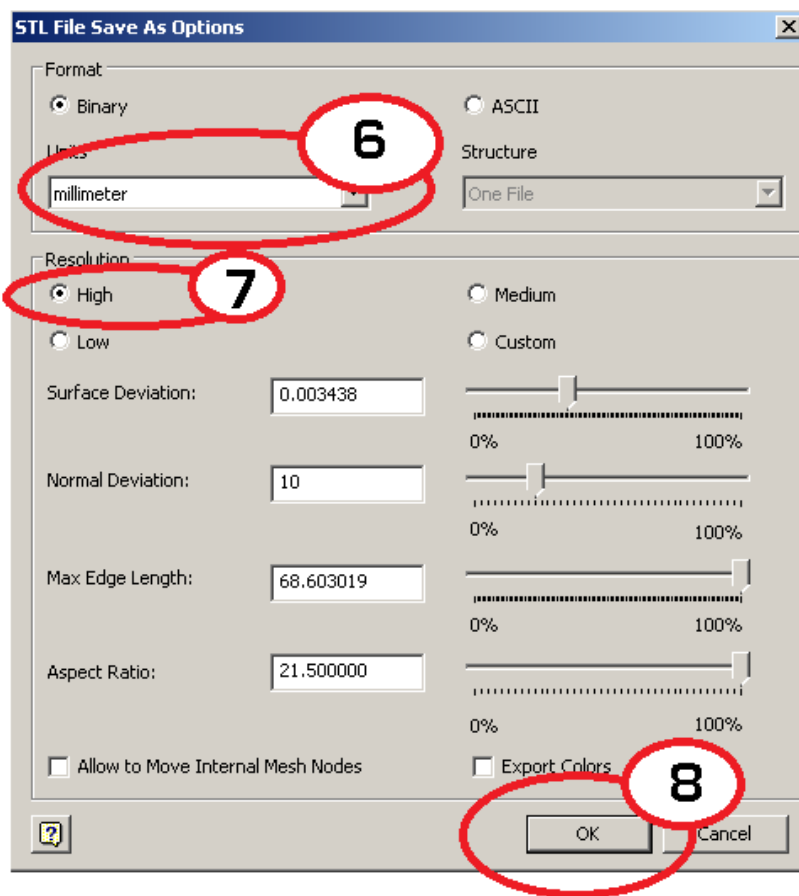 STL File Save As Options
Format
Binary
ASCII
6
Units
Structure
millimeter
One File
Resolution
7
High
Medium
Low
Custom
Surface Deviation:
0.003438
0% 100%
Normal Deviation:
10
0% 100%
Max Edge Length:
68.603019
0% 100%
Aspect Ratio:
21.500000
0% 100%
Allow to Move Internal Mesh Nodes
Export Colors
8
?
OK
Cancel